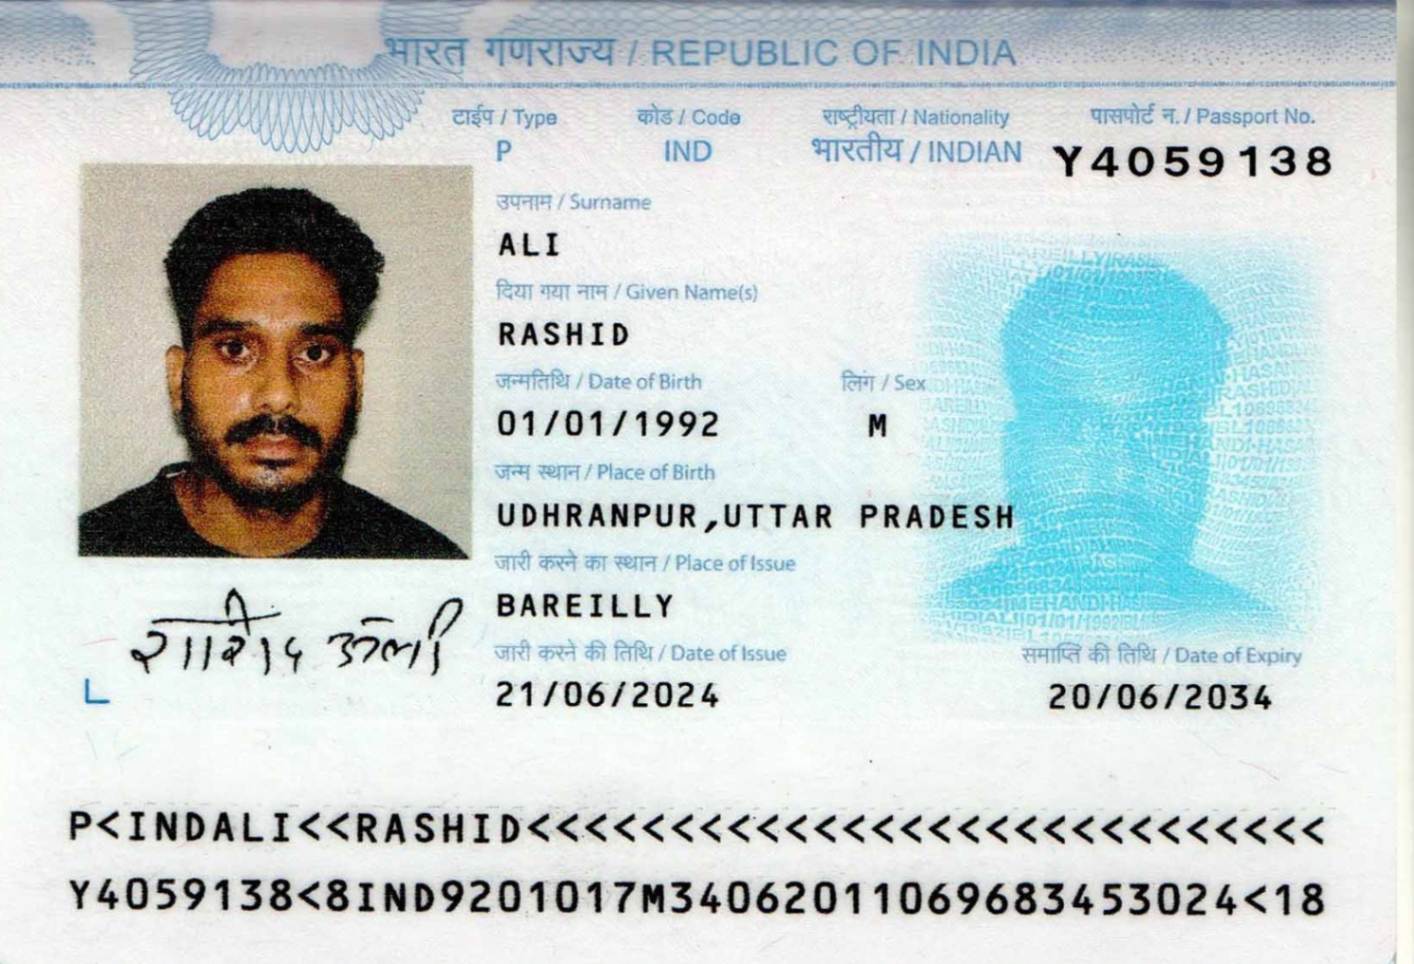 भारत गणराज्य / REPUBLIC OF INDIA
टाईप / Type कोड / Code राष्ट्रीयता / Nationality पासपोर्ट न. / Passport No.
P IND भारतीय / INDIAN Y4059138
उपनाम / Surname
ALI
दिया गया नाम / Given Name(s)
RASHID
जन्मतिथि / Date of Birth लिंग / Sex
01/01/1992 M
जन्म स्थान / Place of Birth
UDHRANPUR,UTTAR PRADESH
जारी करने का स्थान / Place of Issue
BAREILLY
जारी करने की तिथि / Date of Issue समाप्ति की तिथि / Date of Expiry
21/06/2024 20/06/2034
P<INDALI<<RASHID<<<<<<<<<<<<<<<<<<<<<<<<<<<<
Y4059138<8IND9201017M3406201106968​3453024<18